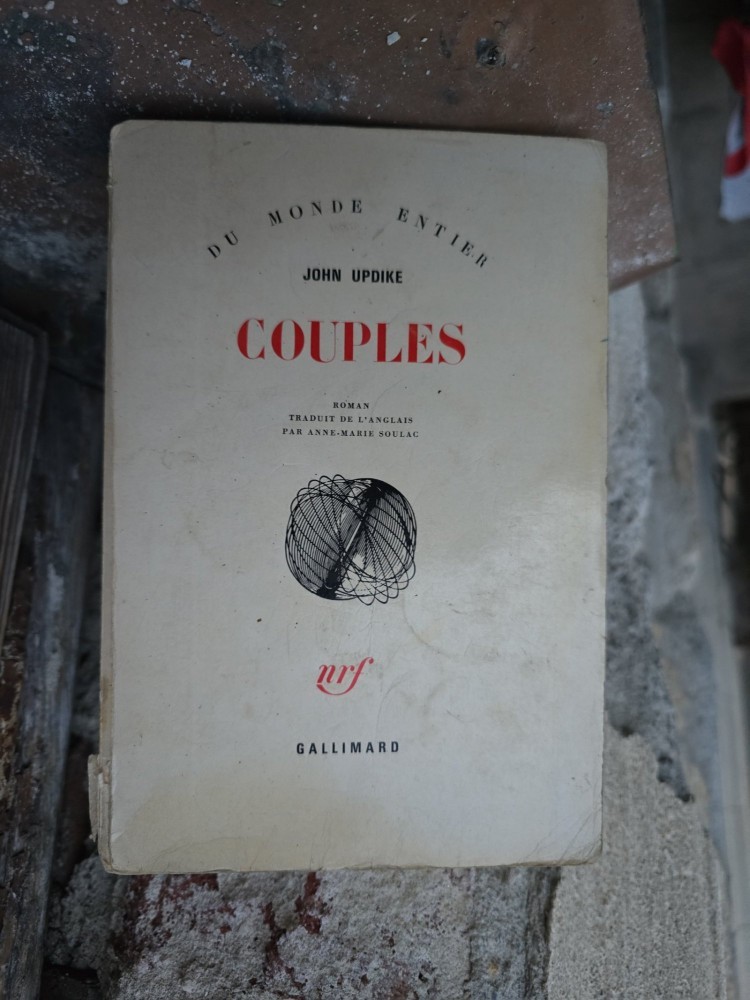 DU MONDE ENTIER
JOHN UPDIKE
COUPLES
ROMAN
TRADUIT DE L'ANGLAIS
PAR ANNE-MARIE SOULAC
nrf
GALLIMARD